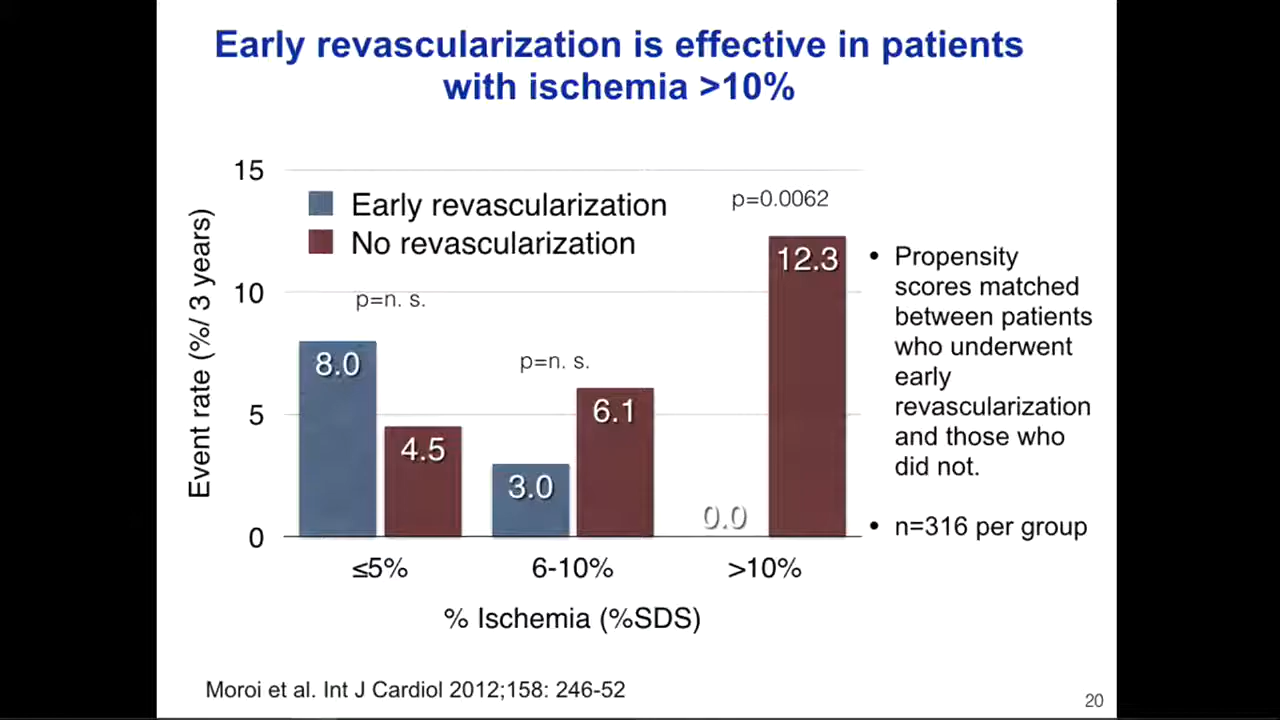 Early revascularization is effective in patients
with ischemia >10%
15
10
5
0
Event rate (%/ 3 years)
Early revascularization
No revascularization
p=n. s.
p=n. s.
p=0.0062
8.0
4.5
3.0
6.1
0.0
12.3
≤5%
6-10%
>10%
% Ischemia (%SDS)
• Propensity
scores matched
between patients
who underwent
early
revascularization
and those who
did not.
• n=316 per group
Moroi et al. Int J Cardiol 2012;158: 246-52
20